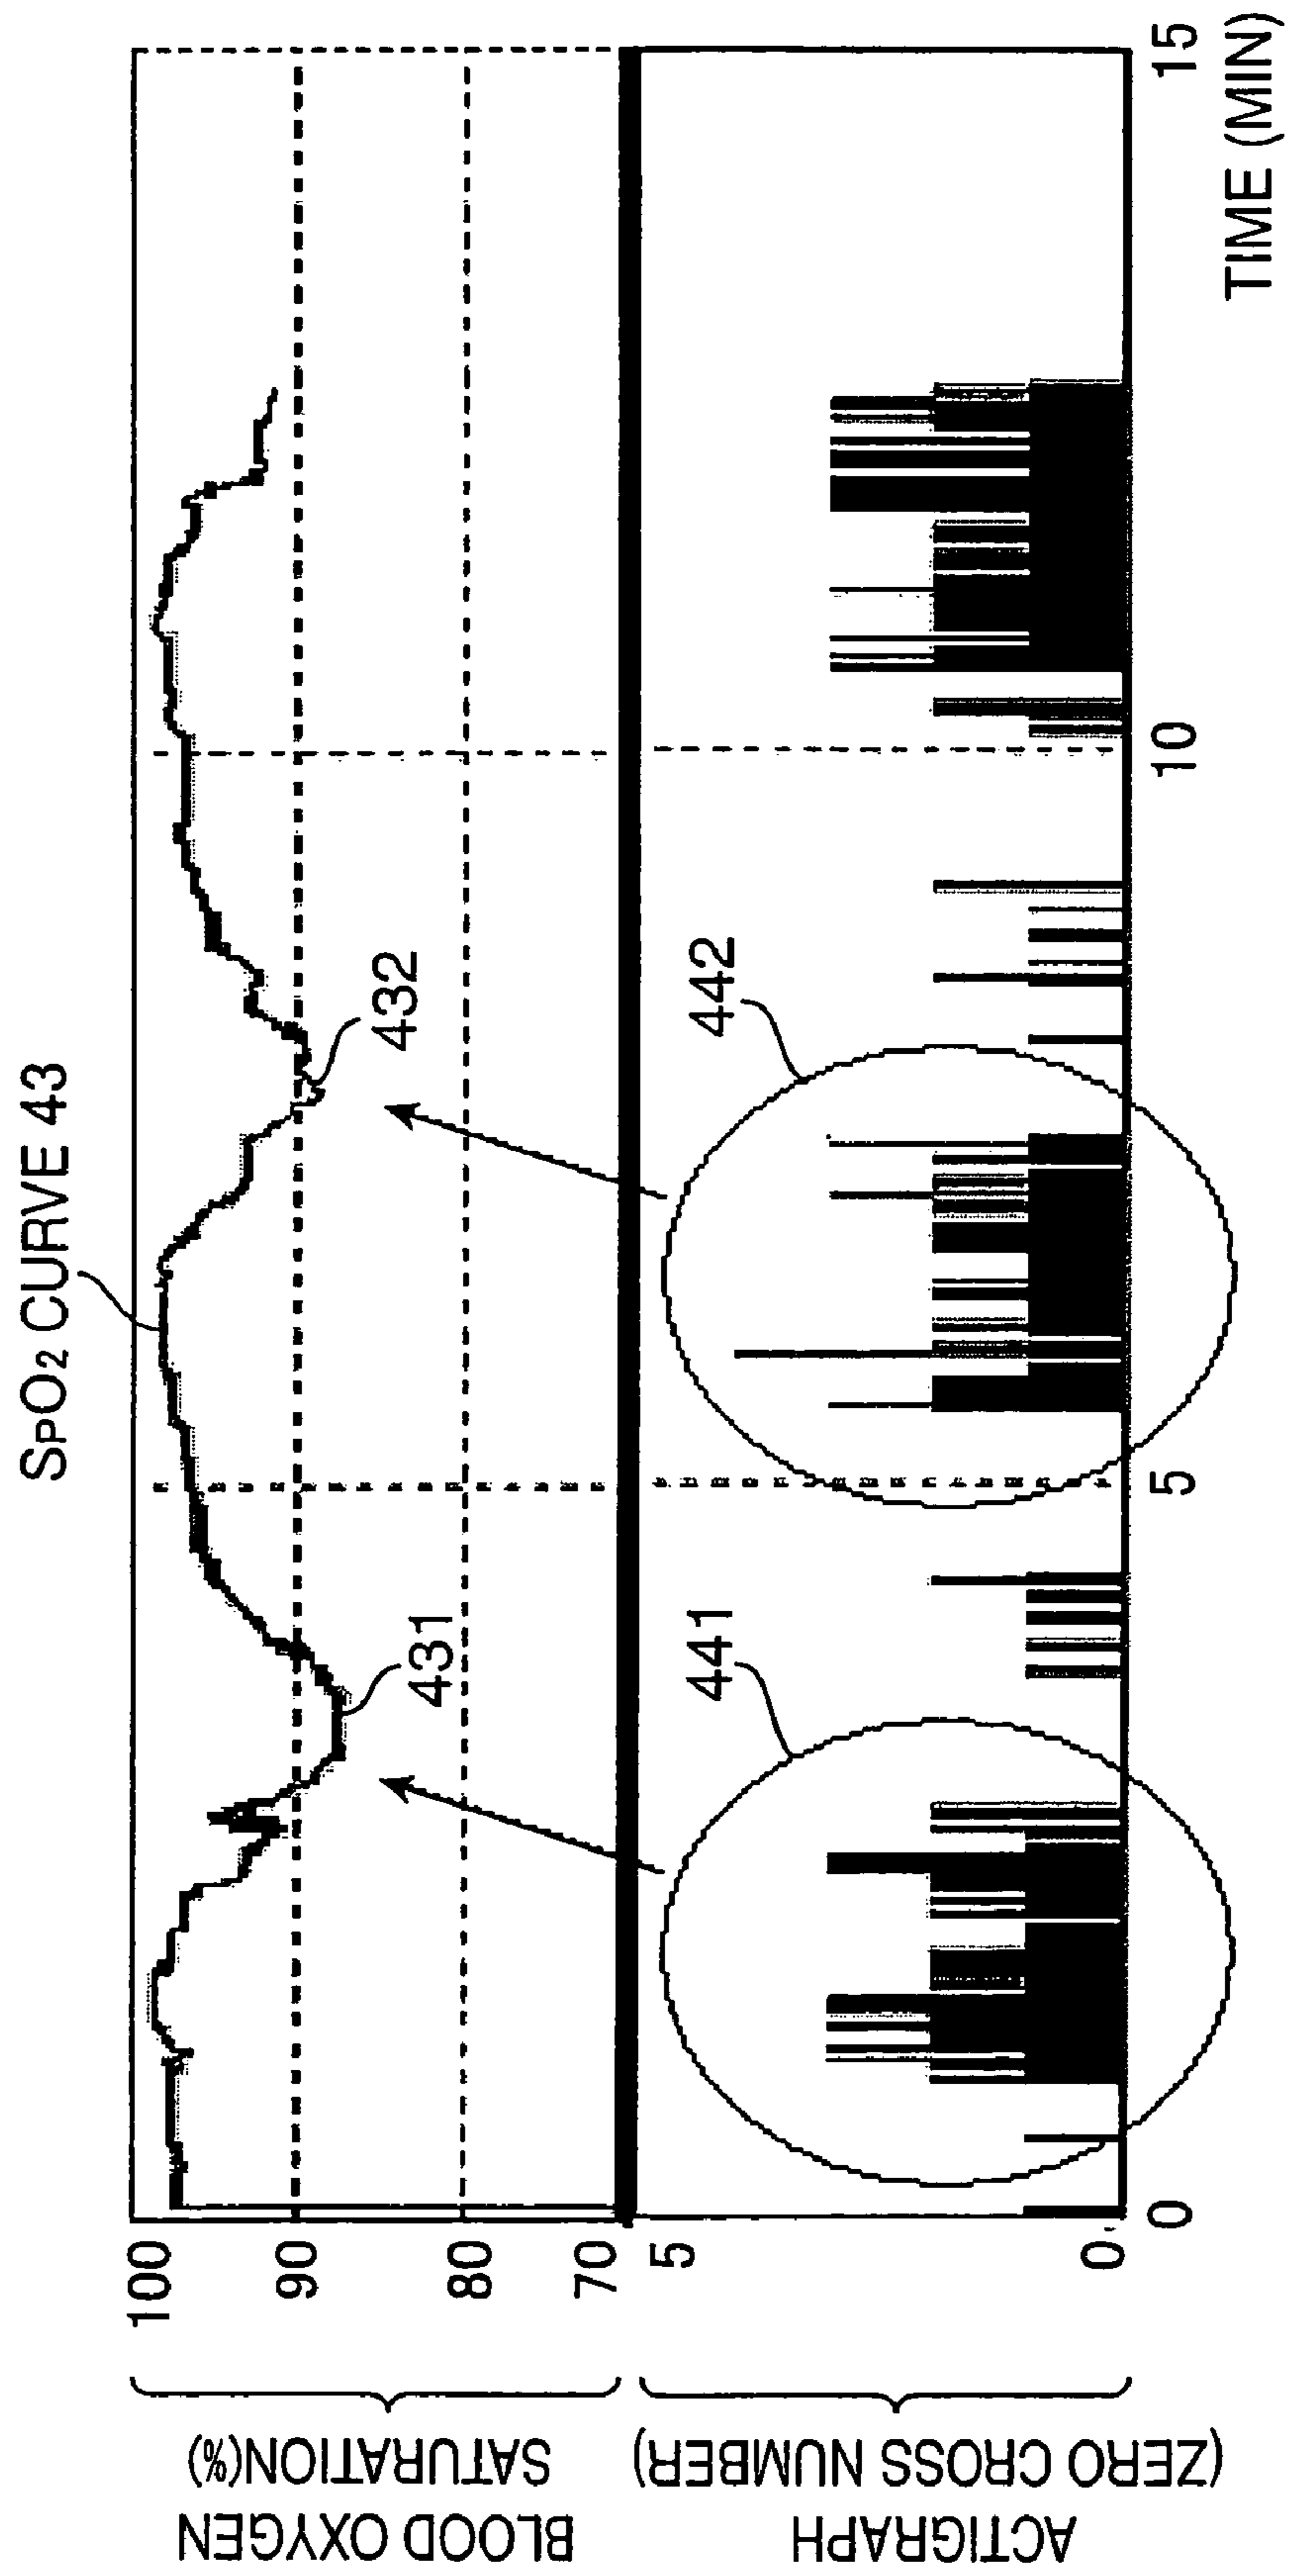 SPO2 CURVE 43
100
90
80
70
BLOOD OXYGEN
SATURATION(%)
431
432
5
0
ACTIGRAPH
(ZERO CROSS NUMBER)
441
442
0
5
10
15
TIME (MIN)